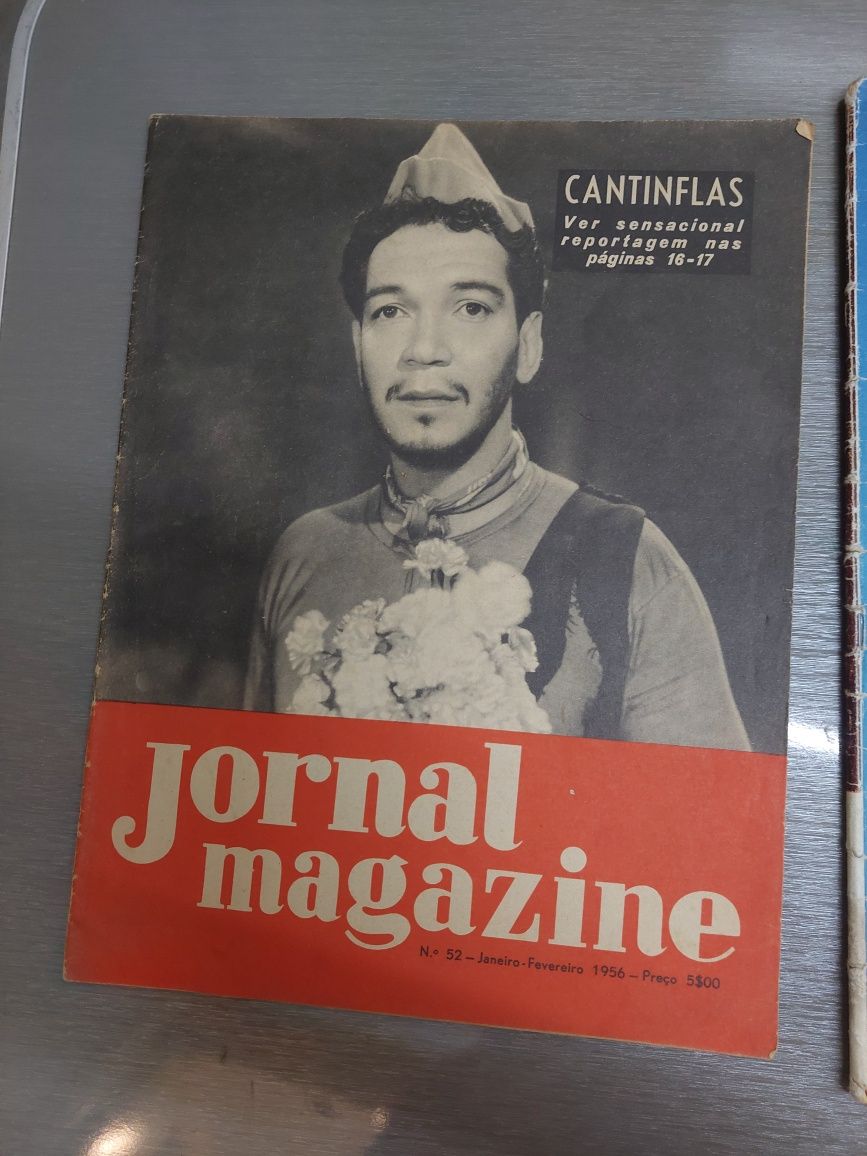 CANTINFLAS
Ver sensacional
reportagem nas
páginas 16-17
Jornal
magazine
N.º 52 — Janeiro-Fevereiro 1956 — Preço 5$00